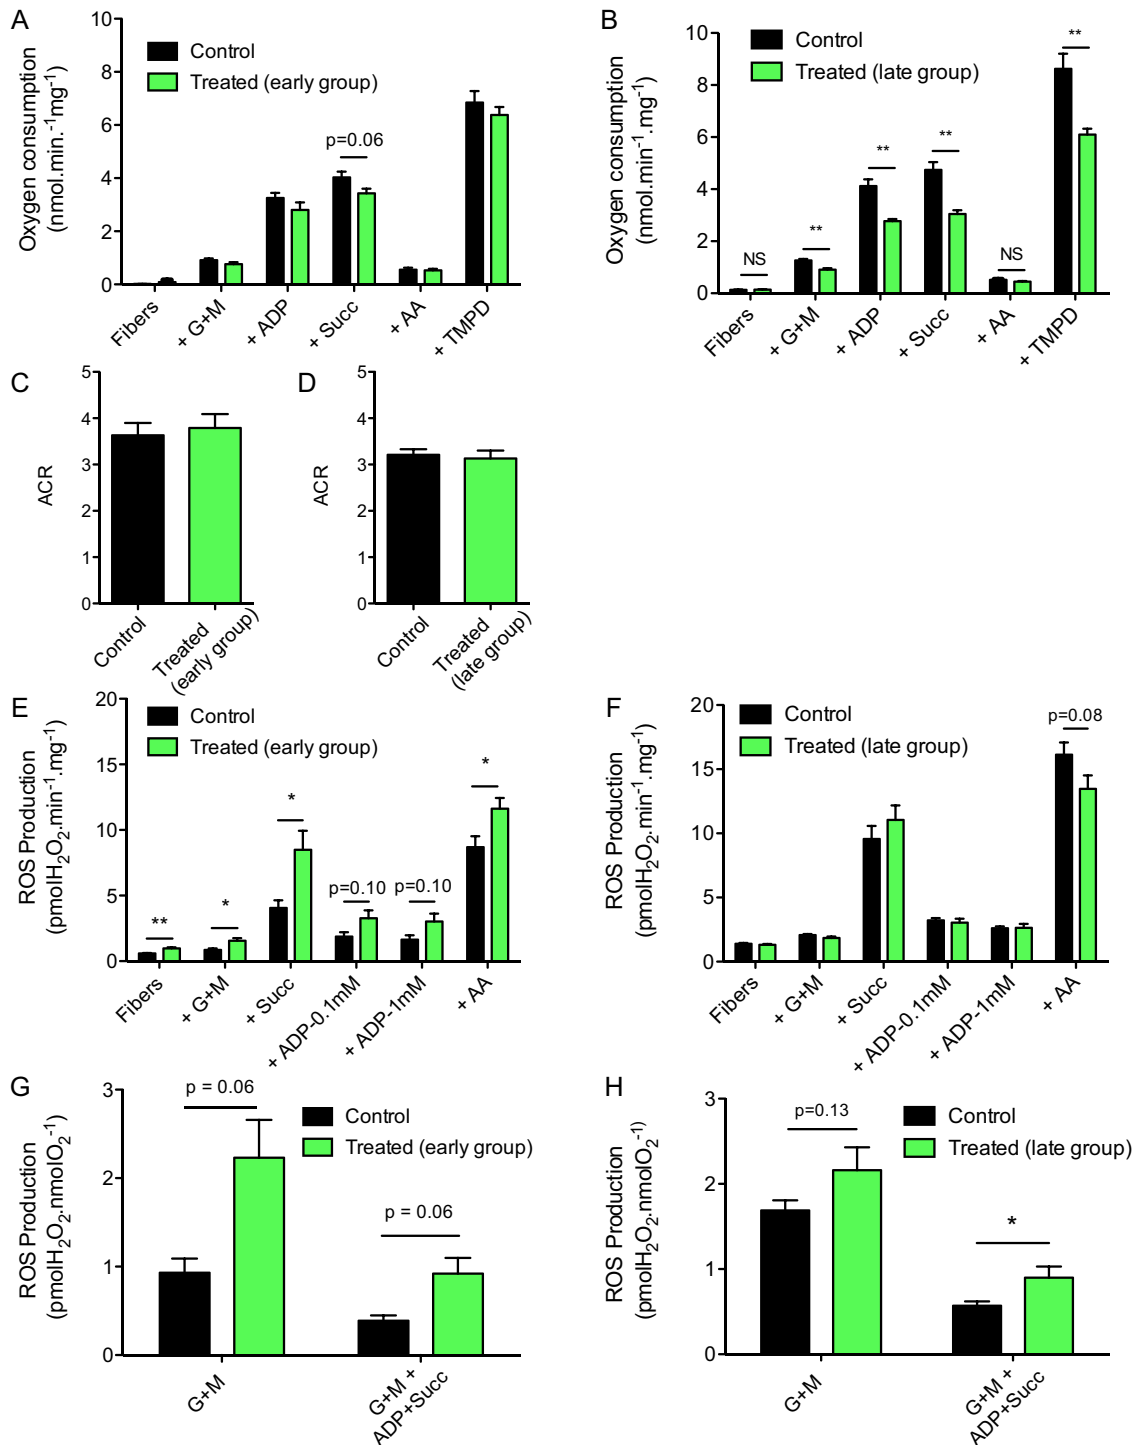 A
10
8
6
4
2
0
Oxygen consumption
(nmol.min.⁻¹mg⁻¹)
Control
Treated (early group)
p=0.06
Fibers
+ G+M
+ ADP
+ Succ
+ AA
+ TMPD
B
10
8
6
4
2
0
Oxygen consumption
(nmol.min⁻¹.mg⁻¹)
Control
Treated (late group)
NS
**
**
**
NS
**
Fibers
+ G+M
+ ADP
+ Succ
+ AA
+ TMPD
C
5
4
3
2
1
0
ACR
Control
Treated
(early group)
D
5
4
3
2
1
0
ACR
Control
Treated
(late group)
E
20
15
10
5
0
ROS Production
(pmolH₂O₂.min⁻¹.mg⁻¹)
Control
Treated (early group)
**
*
*
p=0.10
p=0.10
*
Fibers
+ G+M
+ Succ
+ ADP-0.1mM
+ ADP-1mM
+ AA
F
20
15
10
5
0
ROS Production
(pmolH₂O₂.min⁻¹.mg⁻¹)
Control
Treated (late group)
p=0.08
Fibers
+ G+M
+ Succ
+ ADP-0.1mM
+ ADP-1mM
+ AA
G
3
2
1
0
ROS Production
(pmolH₂O₂.nmolO₂⁻¹)
p = 0.06
Control
Treated (early group)
p = 0.06
G+M
G+M +
ADP+Succ
H
3
2
1
0
ROS Production
(pmolH₂O₂.nmolO₂⁻¹)
p=0.13
Control
Treated (late group)
*
G+M
G+M +
ADP+Succ